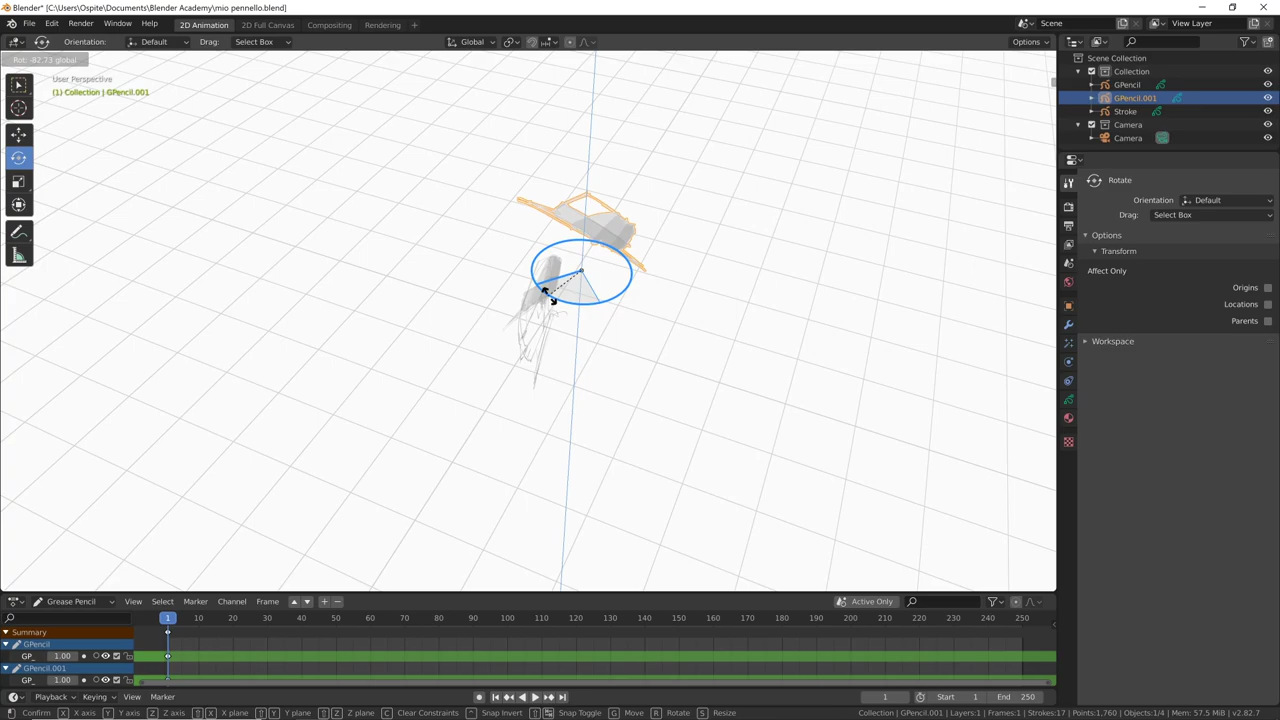 Blender* [C:\Users\Ospite\Documents\Blender Academy\mio pennello.blend]
File Edit Render Window Help 2D Animation 2D Full Canvas Compositing Rendering + Scene View Layer
Orientation: Default Drag: Select Box Global Options
Rot: -82.73 global
User Perspective
(1) Collection | GPencil.001
Scene Collection
Collection
GPencil
GPencil.001
Stroke
Camera
Camera
Rotate
Orientation Default
Drag: Select Box
Options
Transform
Affect Only
Origins
Locations
Parents
Workspace
Grease Pencil View Select Marker Channel Frame Active Only
1 10 20 30 40 50 60 70 80 90 100 110 120 130 140 150 160 170 180 190 200 210 220 230 240 250
Summary
GPencil
GP_ 1.00
GPencil.001
GP_ 1.00
Playback Keying View Marker 1 Start 1 End 250
Confirm X X axis Y Y axis Z Z axis X X plane Y Y plane Z Z plane C Clear Constraints Snap Invert Snap Toggle G Move R Rotate S Resize Collection | GPencil.001 | Layers:1 | Frames:1 | Strokes:17 | Points:1,760 | Objects:1/4 | Mem: 57.5 MiB | v2.82.7